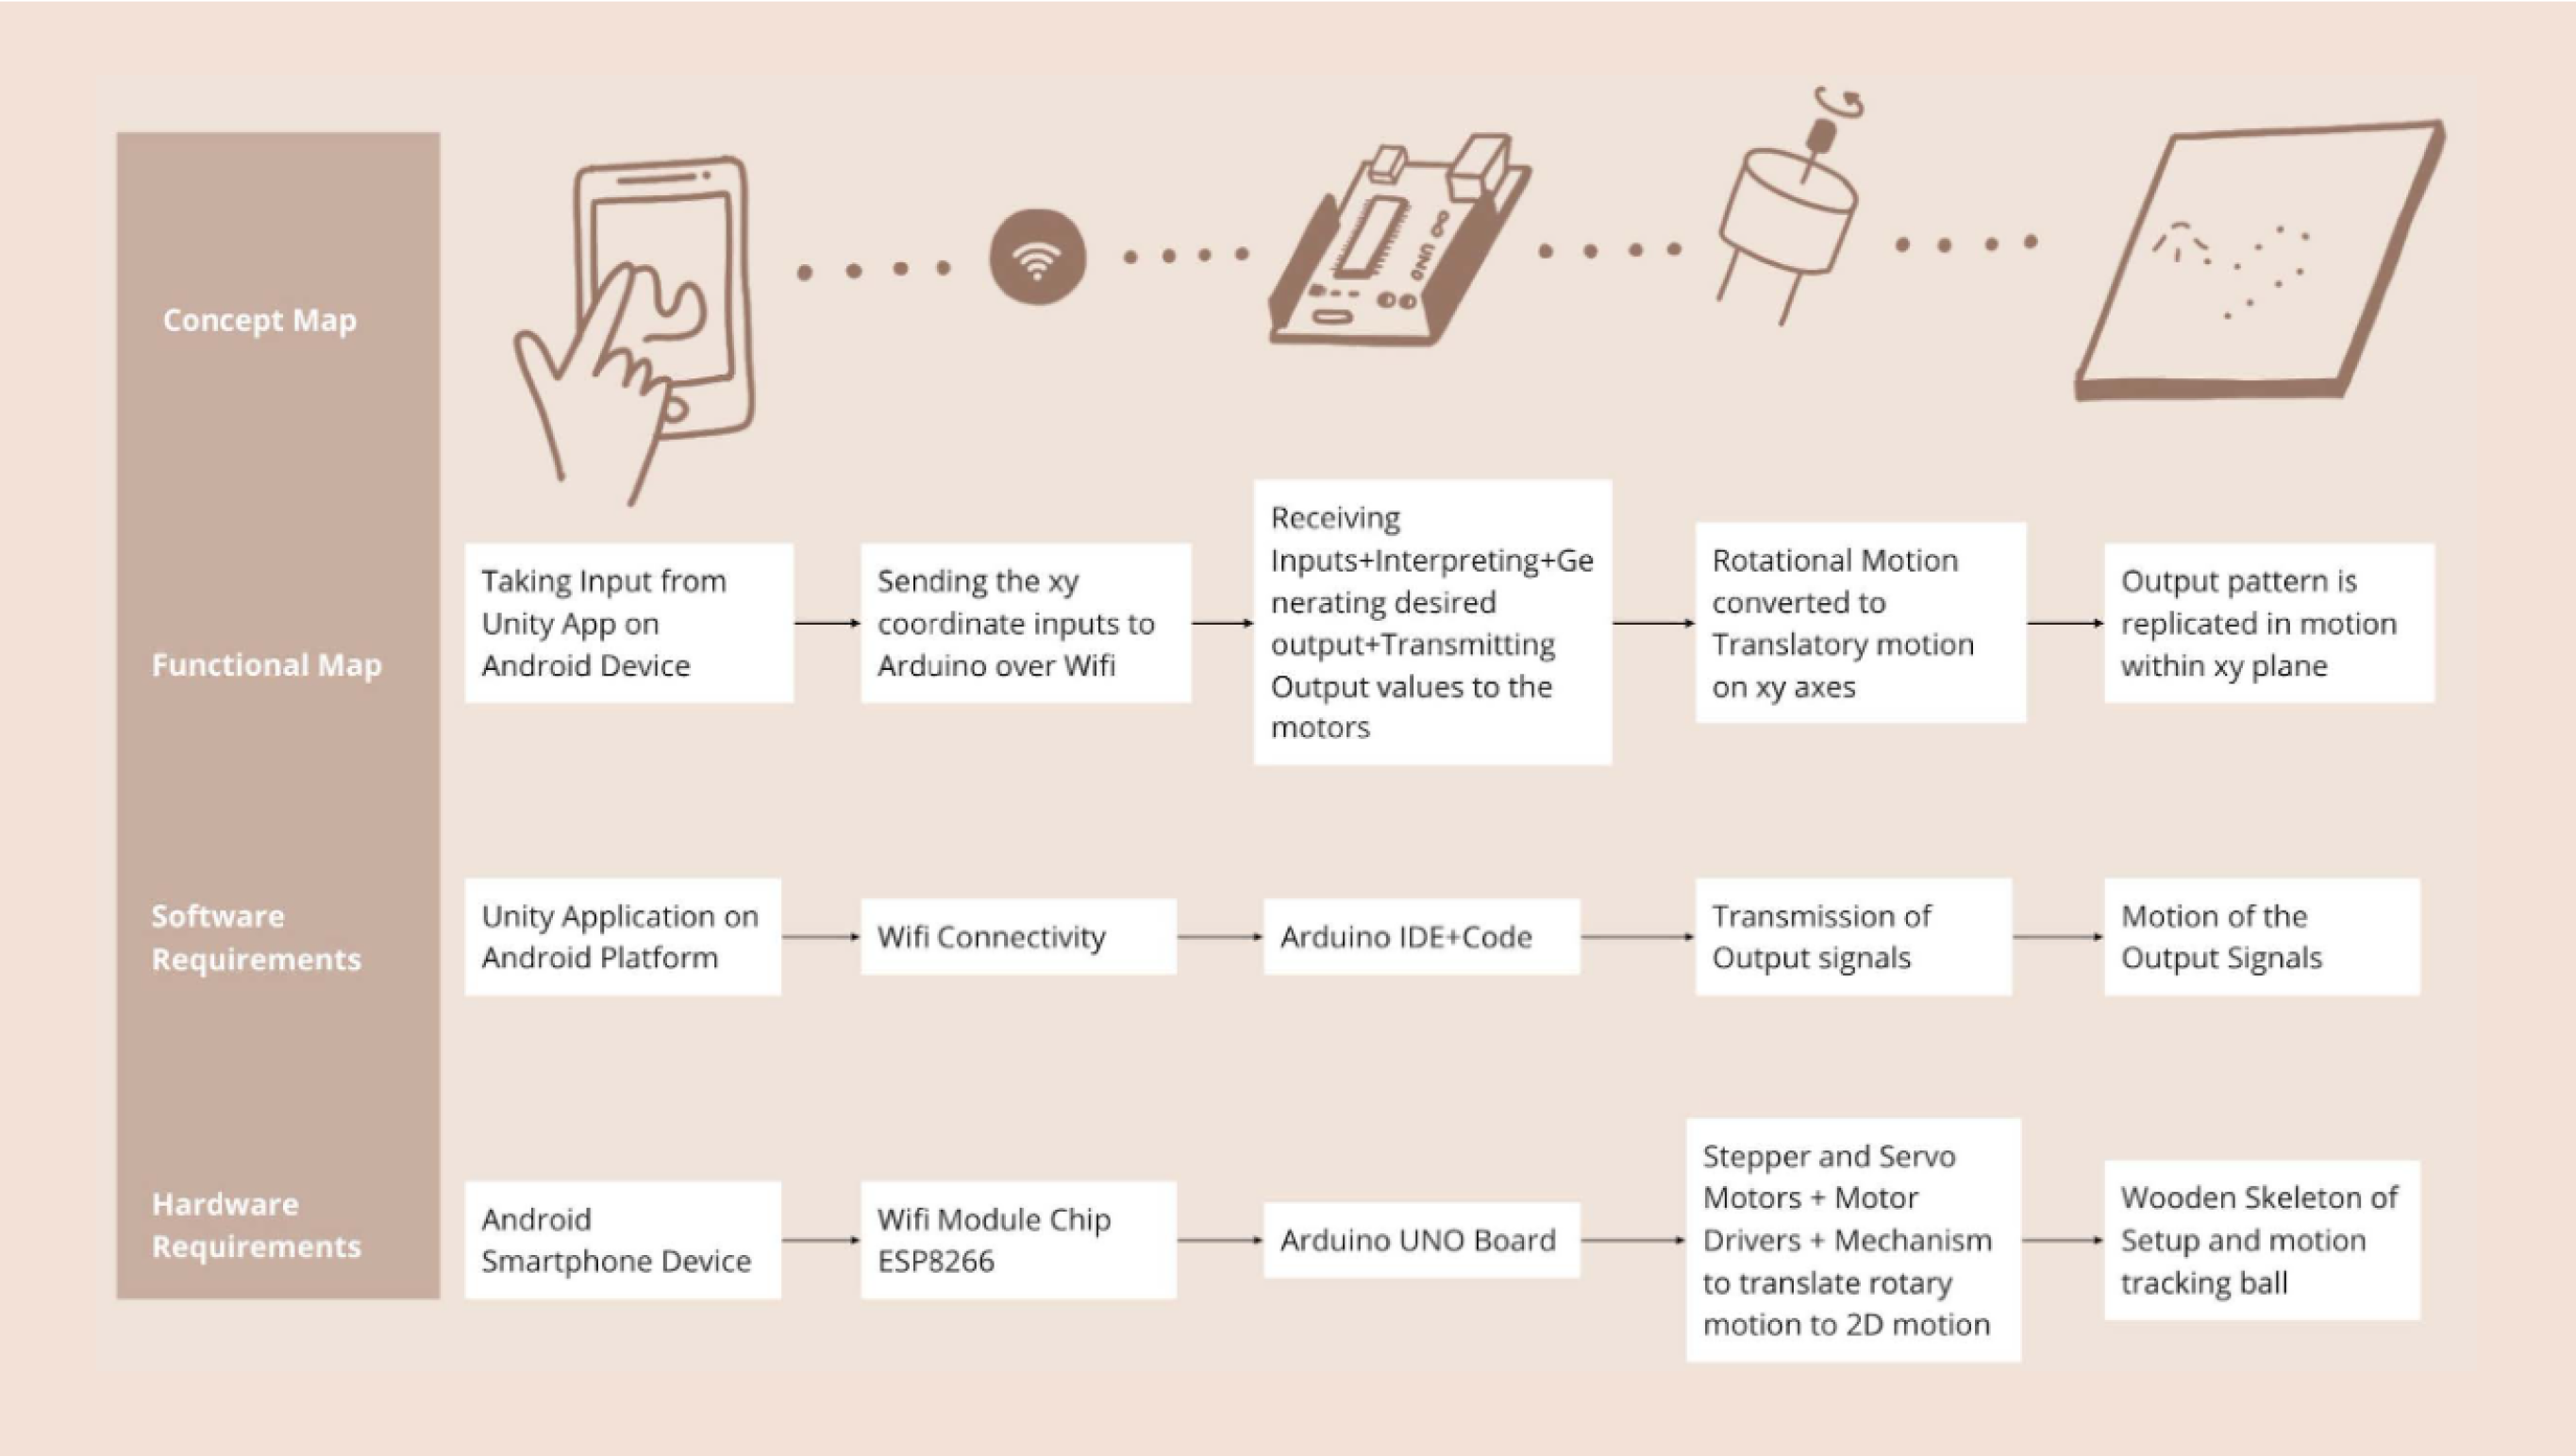 Concept Map
UNO
Functional Map
Taking Input from
Unity App on
Android Device
Sending the xy
coordinate inputs to
Arduino over Wifi
Receiving
Inputs+Interpreting+Ge
nerating desired
output+Transmitting
Output values to the
motors
Rotational Motion
converted to
Translatory motion
on xy axes
Output pattern is
replicated in motion
within xy plane
Software
Requirements
Unity Application on
Android Platform
Wifi Connectivity
Arduino IDE+Code
Transmission of
Output signals
Motion of the
Output Signals
Hardware
Requirements
Android
Smartphone Device
Wifi Module Chip
ESP8266
Arduino UNO Board
Stepper and Servo
Motors + Motor
Drivers + Mechanism
to translate rotary
motion to 2D motion
Wooden Skeleton of
Setup and motion
tracking ball